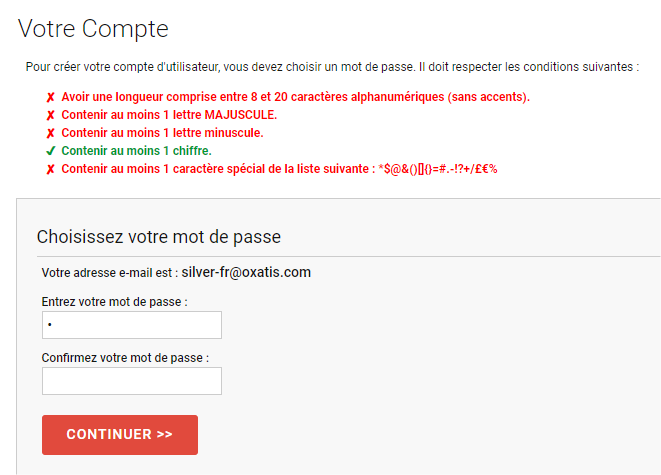 Votre Compte
Pour créer votre compte d'utilisateur, vous devez choisir un mot de passe. Il doit respecter les conditions suivantes :
✘ Avoir une longueur comprise entre 8 et 20 caractères alphanumériques (sans accents).
✘ Contenir au moins 1 lettre MAJUSCULE.
✘ Contenir au moins 1 lettre minuscule.
✔ Contenir au moins 1 chiffre.
✘ Contenir au moins 1 caractère spécial de la liste suivante : *$@&()[]{}=#.-!?+/£€%
Choisissez votre mot de passe
Votre adresse e-mail est : silver-fr@oxatis.com
Entrez votre mot de passe :
•
Confirmez votre mot de passe :
CONTINUER >>